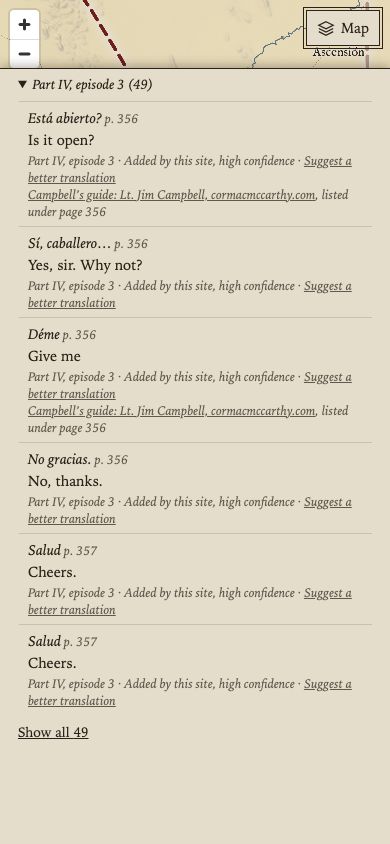 +
−
Map
Ascensión
▼ Part IV, episode 3 (49)
Está abierto? p. 356
Is it open?
Part IV, episode 3 · Added by this site, high confidence · Suggest a
better translation
Campbell's guide: Lt. Jim Campbell, cormacmccarthy.com, listed
under page 356
Sí, caballero… p. 356
Yes, sir. Why not?
Part IV, episode 3 · Added by this site, high confidence · Suggest a
better translation
Déme p. 356
Give me
Part IV, episode 3 · Added by this site, high confidence · Suggest a
better translation
Campbell's guide: Lt. Jim Campbell, cormacmccarthy.com, listed
under page 356
No gracias. p. 356
No, thanks.
Part IV, episode 3 · Added by this site, high confidence · Suggest a
better translation
Salud p. 357
Cheers.
Part IV, episode 3 · Added by this site, high confidence · Suggest a
better translation
Salud p. 357
Cheers.
Part IV, episode 3 · Added by this site, high confidence · Suggest a
better translation
Show all 49